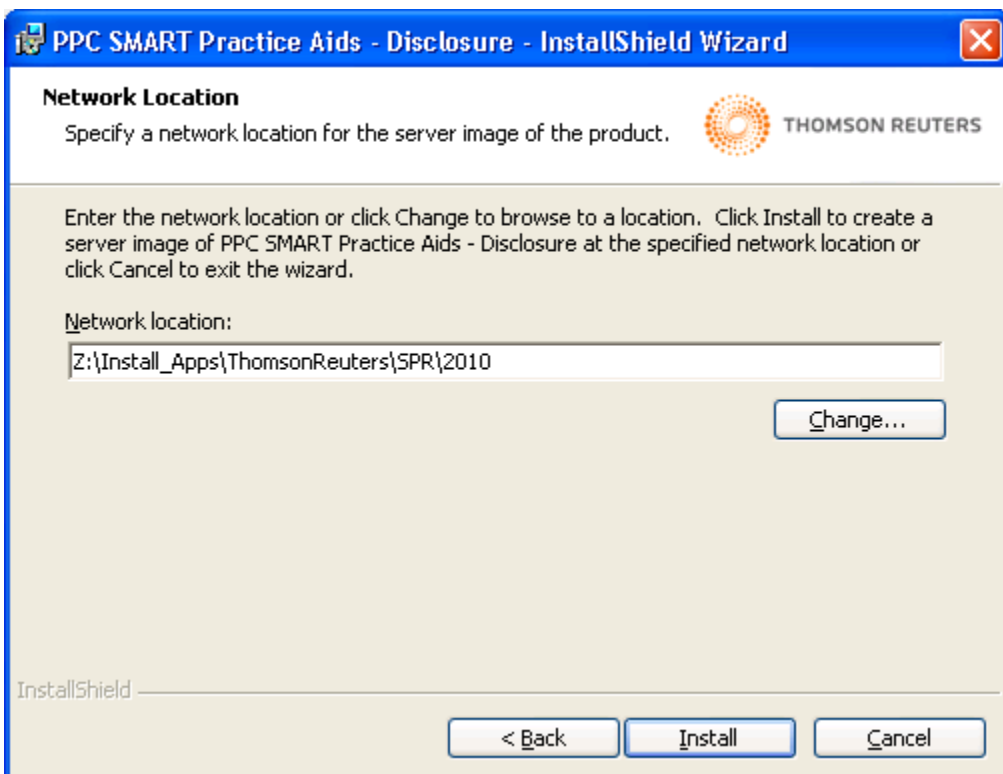 PPC SMART Practice Aids - Disclosure - InstallShield Wizard
Network Location
Specify a network location for the server image of the product.
THOMSON REUTERS
Enter the network location or click Change to browse to a location. Click Install to create a
server image of PPC SMART Practice Aids - Disclosure at the specified network location or
click Cancel to exit the wizard.
Network location:
Z:\Install_Apps\ThomsonReuters\SPR\2010
Change...
InstallShield
< Back
Install
Cancel